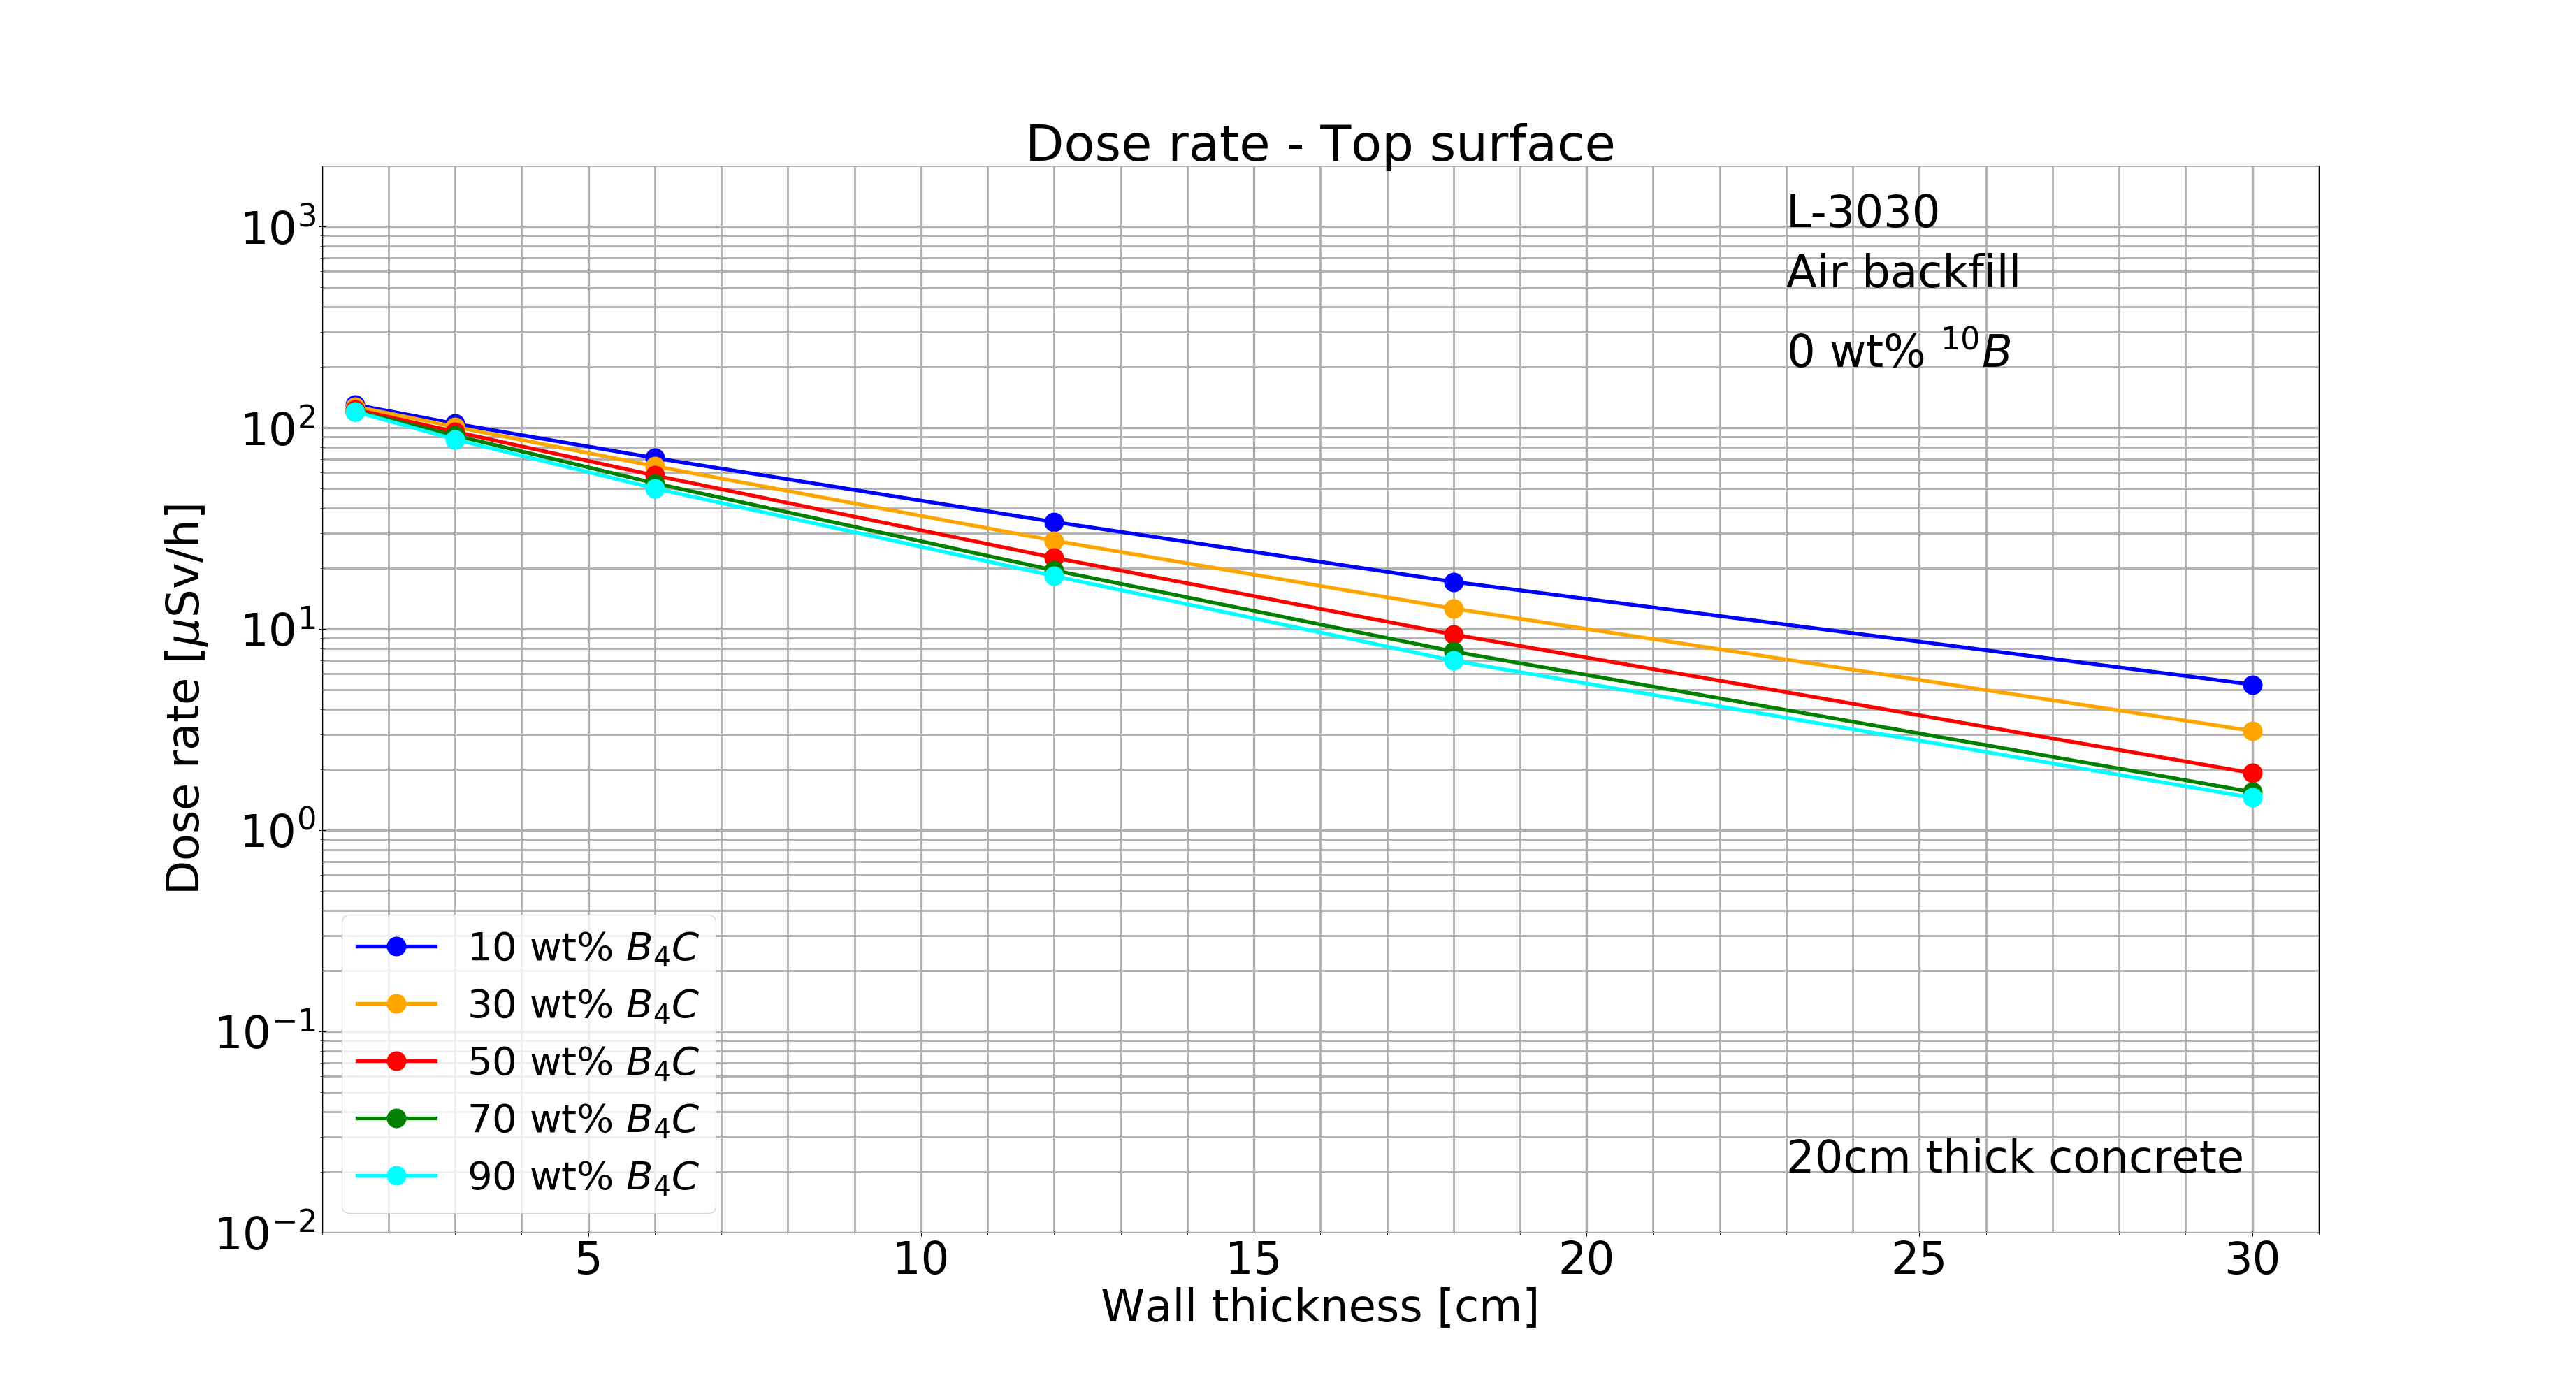 Dose rate - Top surface
L-3030
Air backfill
0 wt% ¹⁰B
Dose rate [μSv/h]
10³
10²
10¹
10⁰
10⁻¹
10⁻²
10 wt% B₄C
30 wt% B₄C
50 wt% B₄C
70 wt% B₄C
90 wt% B₄C
20cm thick concrete
5 10 15 20 25 30
Wall thickness [cm]